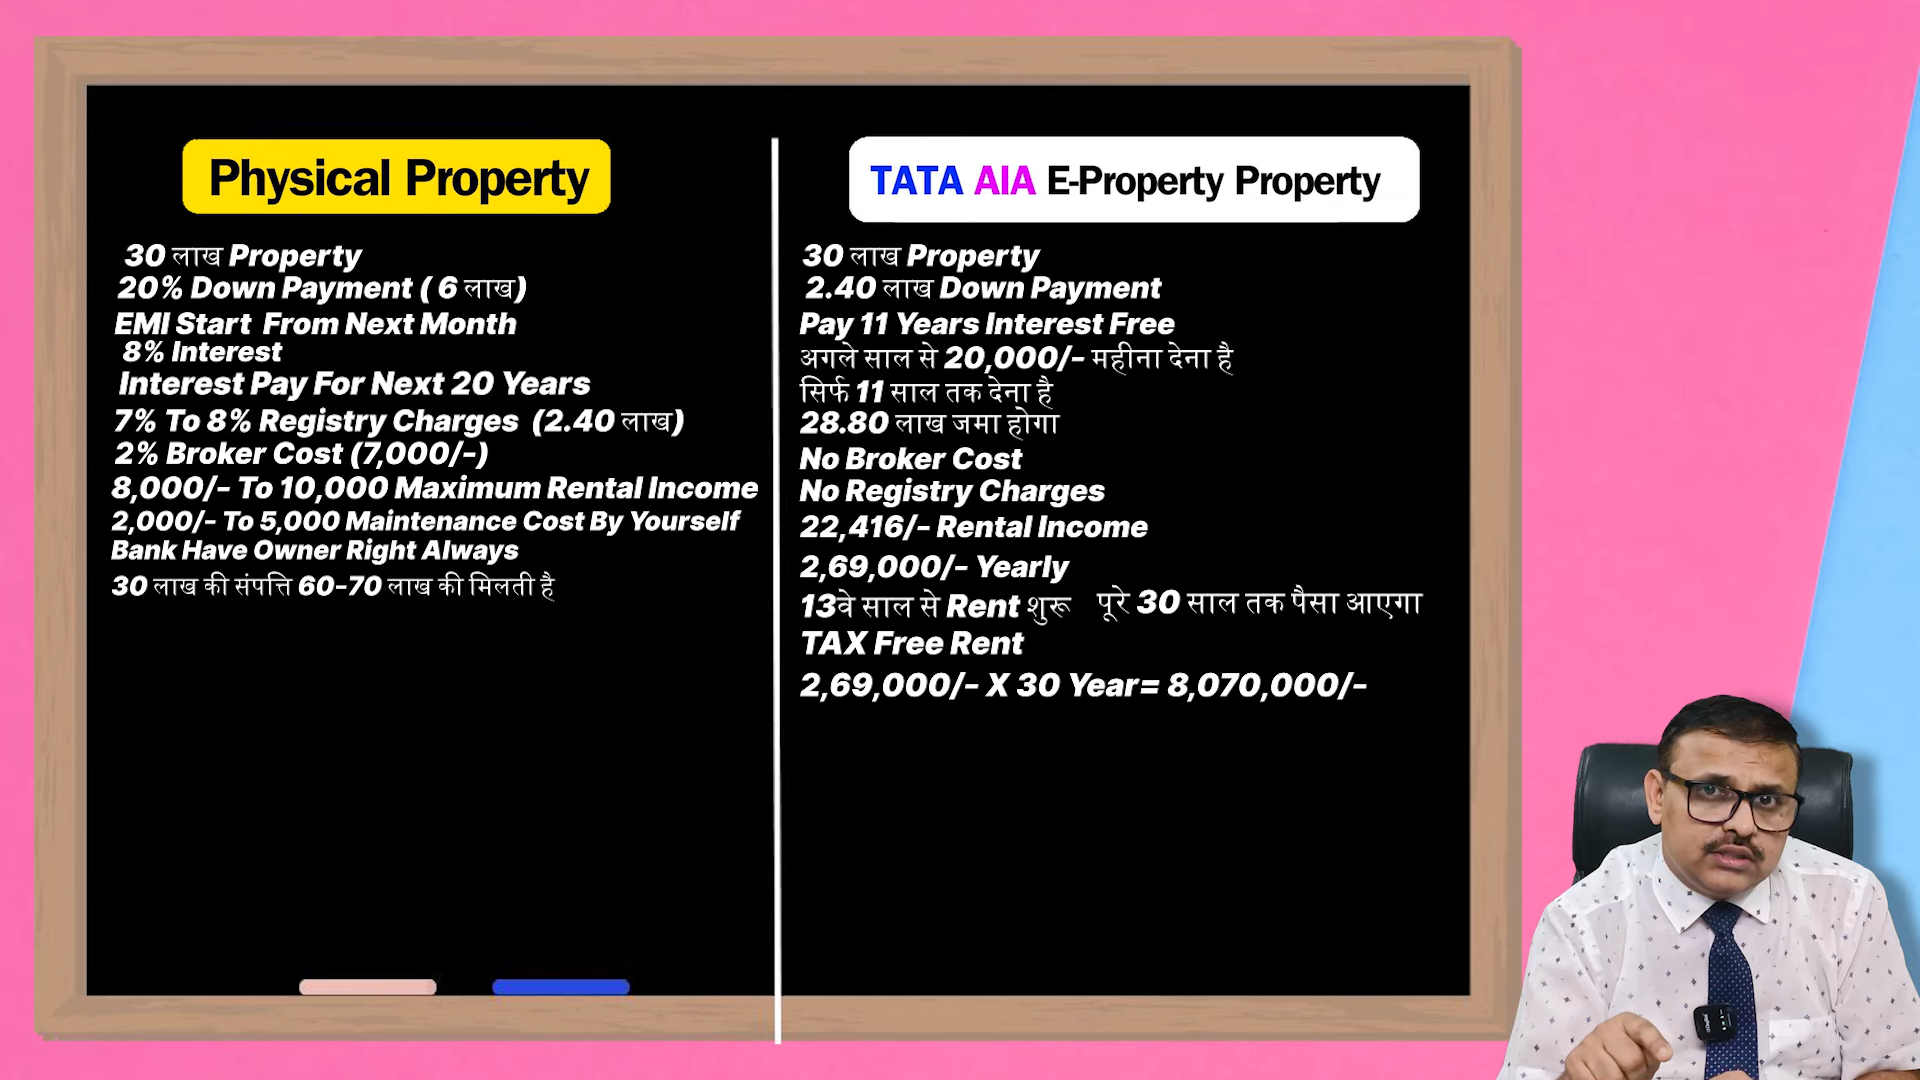 Physical Property
30 लाख Property
20% Down Payment ( 6 लाख)
EMI Start From Next Month
8% Interest
Interest Pay For Next 20 Years
7% To 8% Registry Charges (2.40 लाख)
2% Broker Cost (7,000/-)
8,000/- To 10,000 Maximum Rental Income
2,000/- To 5,000 Maintenance Cost By Yourself
Bank Have Owner Right Always
30 लाख की संपत्ति 60-70 लाख की मिलती है
TATA AIA E-Property Property
30 लाख Property
2.40 लाख Down Payment
Pay 11 Years Interest Free
अगले साल से 20,000/- महीना देना है
सिर्फ 11 साल तक देना है
28.80 लाख जमा होगा
No Broker Cost
No Registry Charges
22,416/- Rental Income
2,69,000/- Yearly
13वे साल से Rent शुरू पूरे 30 साल तक पैसा आएगा
TAX Free Rent
2,69,000/- X 30 Year= 8,070,000/-